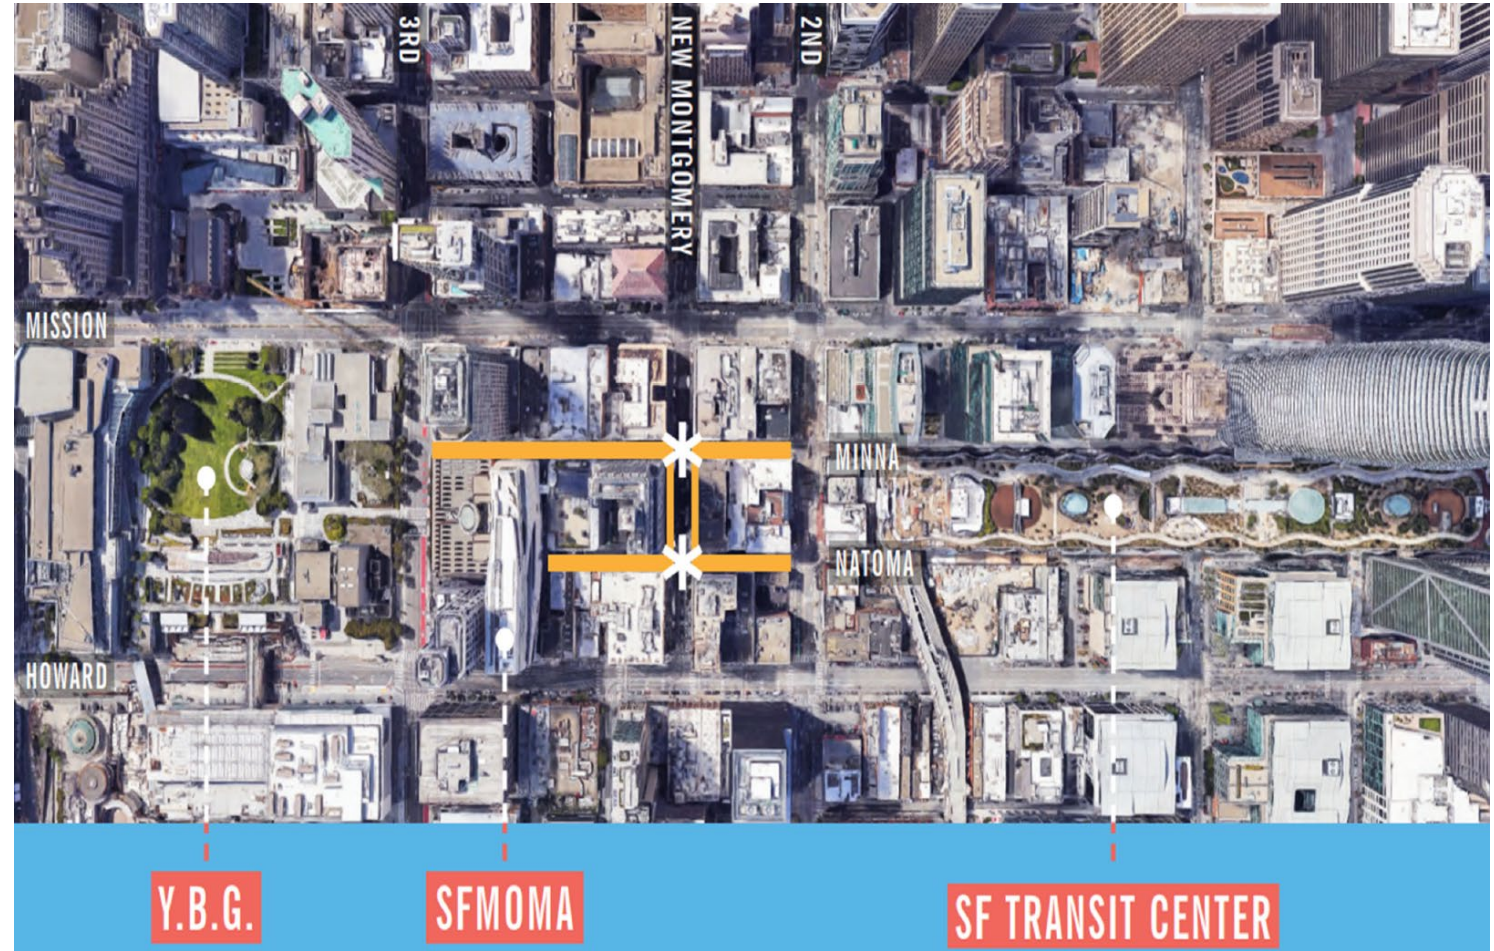 3RD
NEW MONTGOMERY
2ND
MISSION
MINNA
NATOMA
HOWARD
Y.B.G.
SFMOMA
SF TRANSIT CENTER